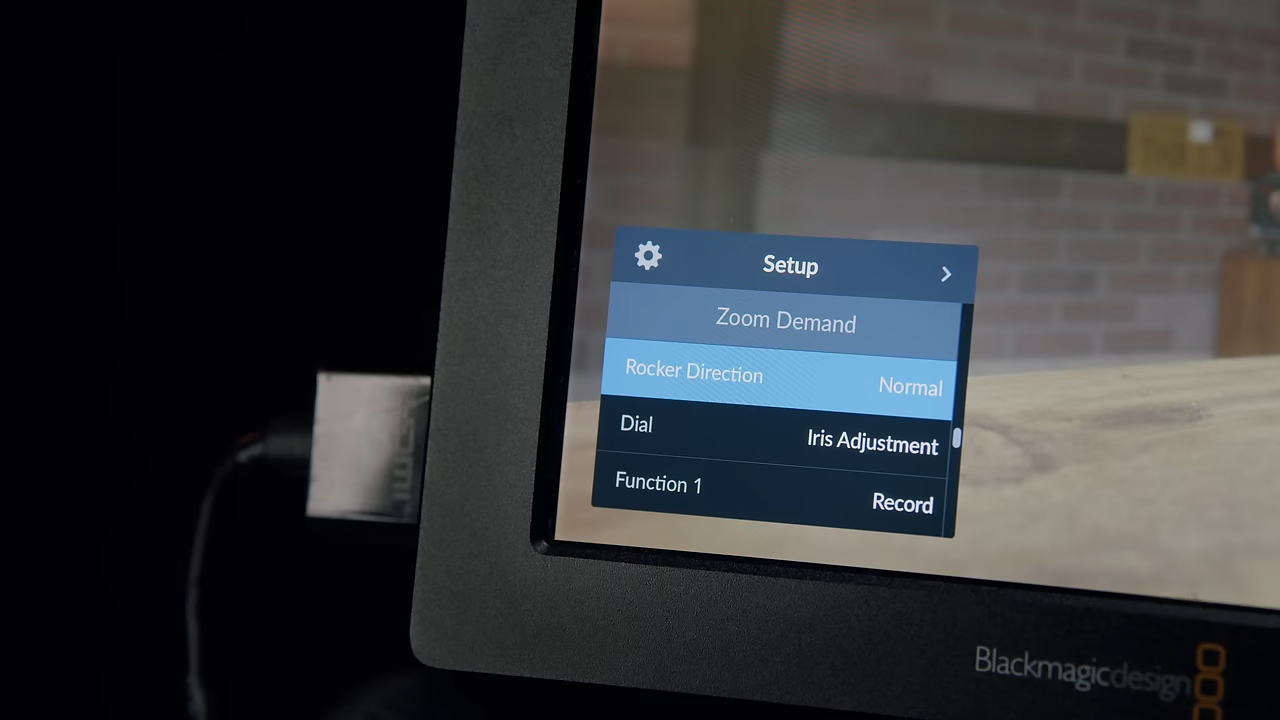 Setup
Zoom Demand
Rocker Direction Normal
Dial Iris Adjustment
Function 1 Record
Blackmagicdesign